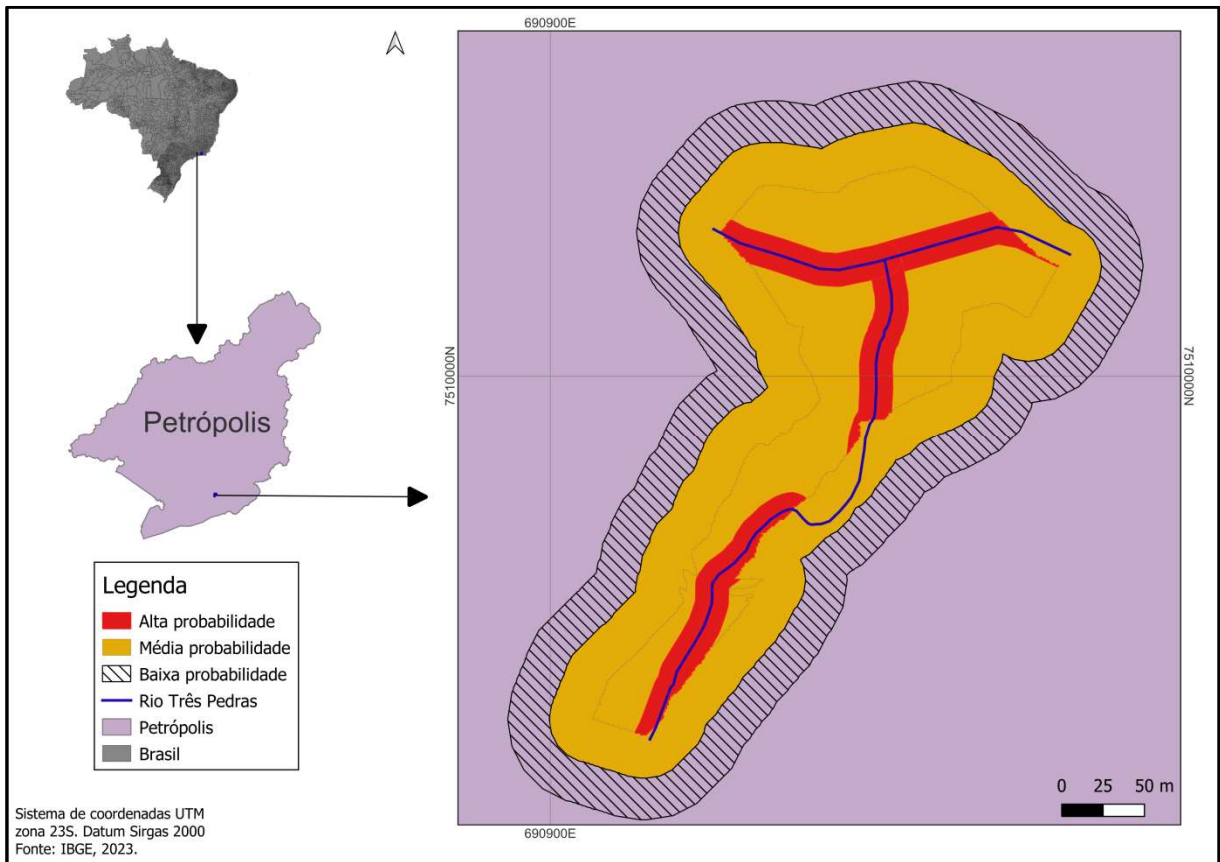 690900E
7510000N
7510000N
Petrópolis
Legenda
Alta probabilidade
Média probabilidade
Baixa probabilidade
Rio Três Pedras
Petrópolis
Brasil
0 25 50 m
Sistema de coordenadas UTM
zona 23S. Datum Sirgas 2000
Fonte: IBGE, 2023.
690900E